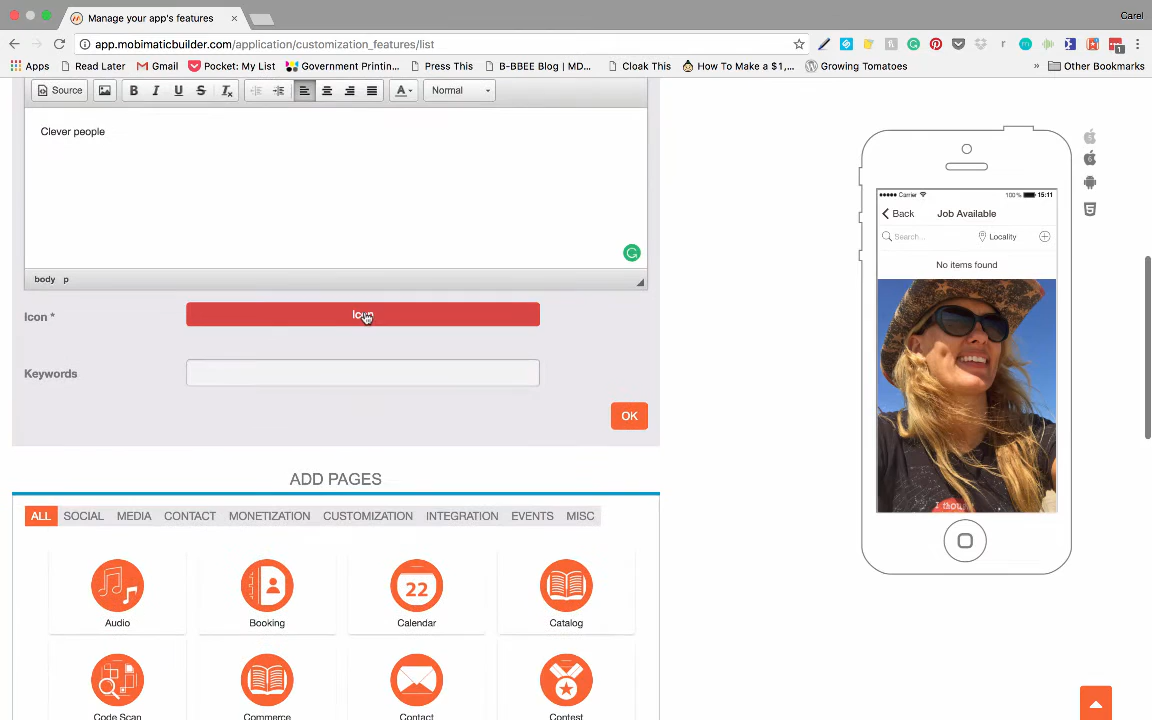 Manage your app's features
Carel
app.mobimaticbuilder.com/application/customization_features/list
Apps
Read Later
Gmail
Pocket: My List
Government Printin...
Press This
B-BBEE Blog | MD...
Cloak This
How To Make a $1,...
Growing Tomatoes
»
Other Bookmarks
Source
B
I
U
S
Tx
A
Normal
Clever people
body p
Icon *
Keywords
OK
ADD PAGES
ALL
SOCIAL
MEDIA
CONTACT
MONETIZATION
CUSTOMIZATION
INTEGRATION
EVENTS
MISC
Audio
Booking
22
Calendar
Catalog
Code Scan
Commerce
Contact
Contest
Carrier
100%
15:11
Back
Job Available
Search...
Locality
No items found
I thou